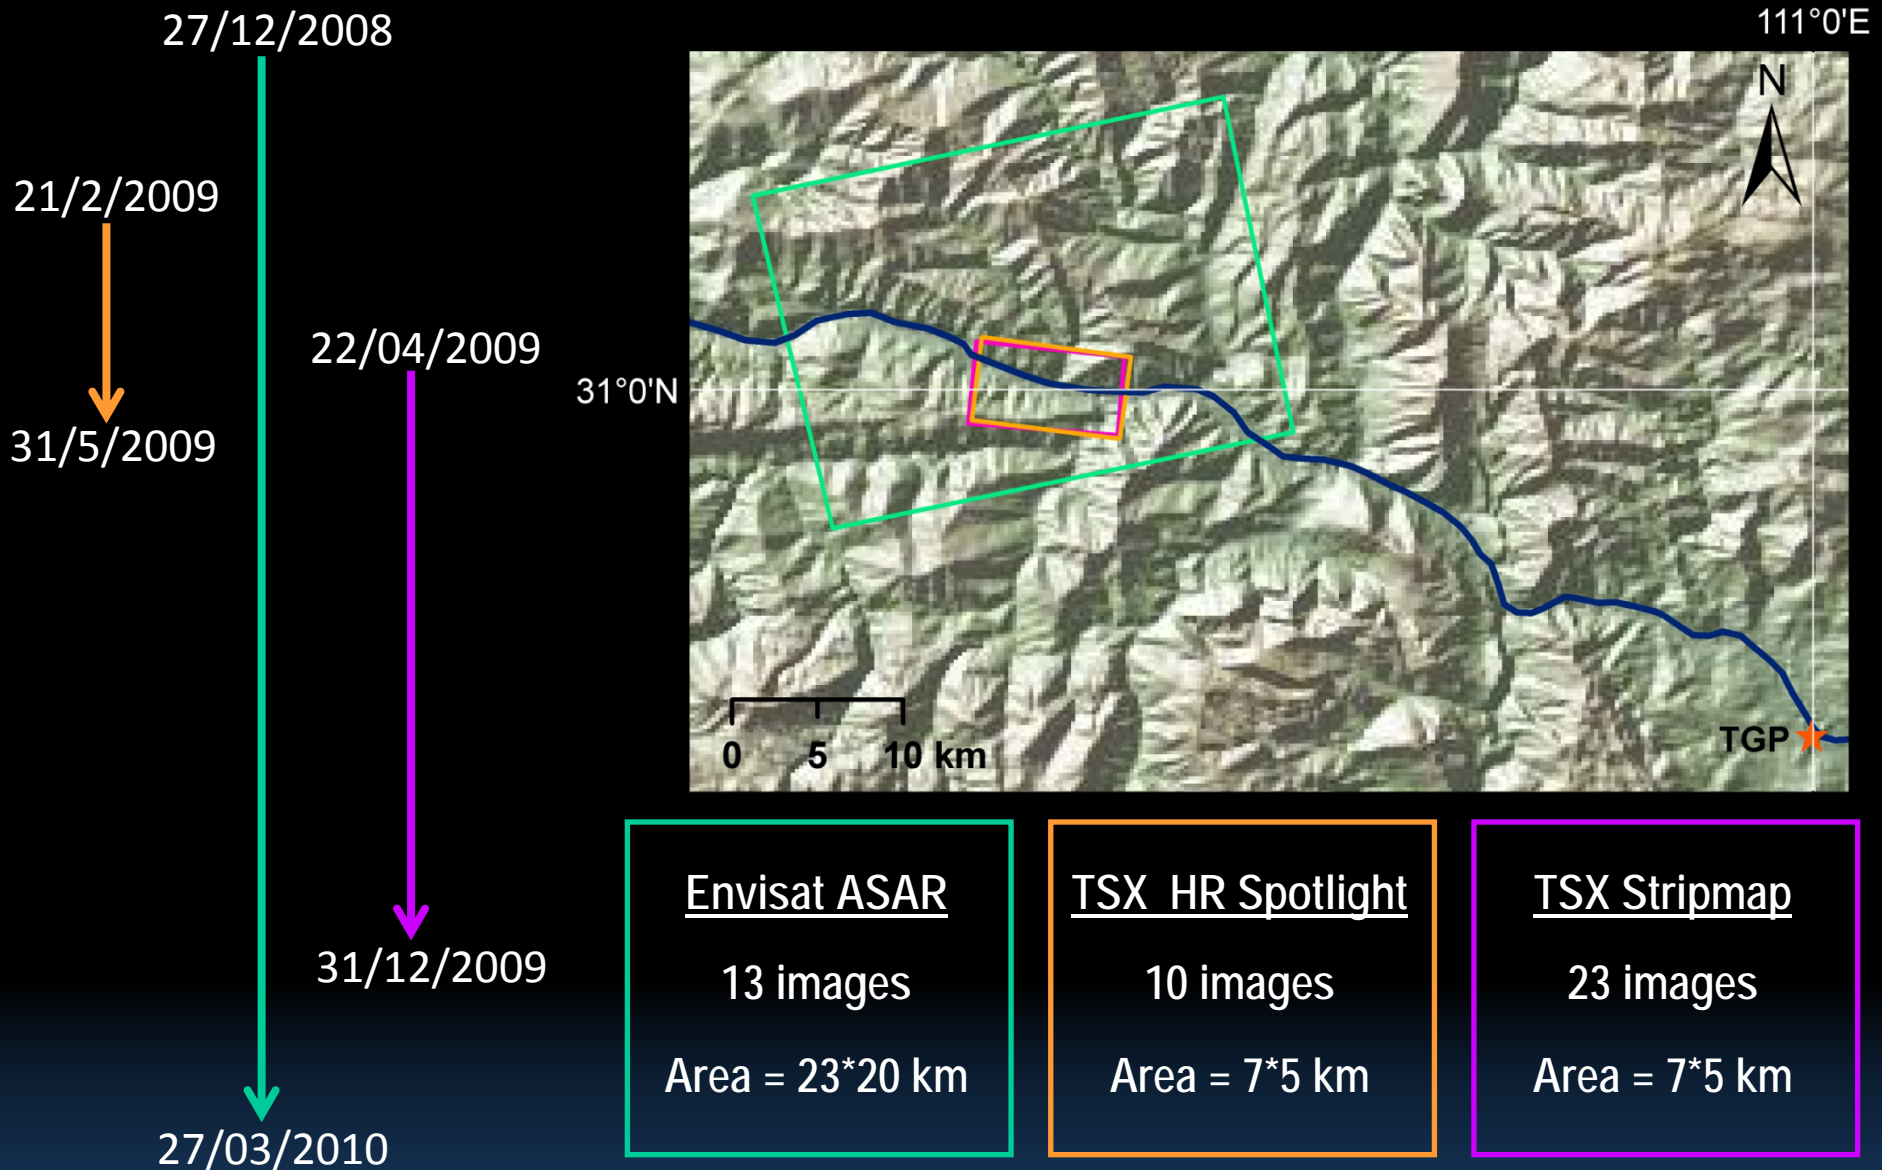 27/12/2008
21/2/2009
31/5/2009
22/04/2009
31/12/2009
27/03/2010
111°0'E
N
31°0'N
0 5 10 km
TGP
Envisat ASAR
13 images
Area = 23*20 km
TSX HR Spotlight
10 images
Area = 7*5 km
TSX Stripmap
23 images
Area = 7*5 km